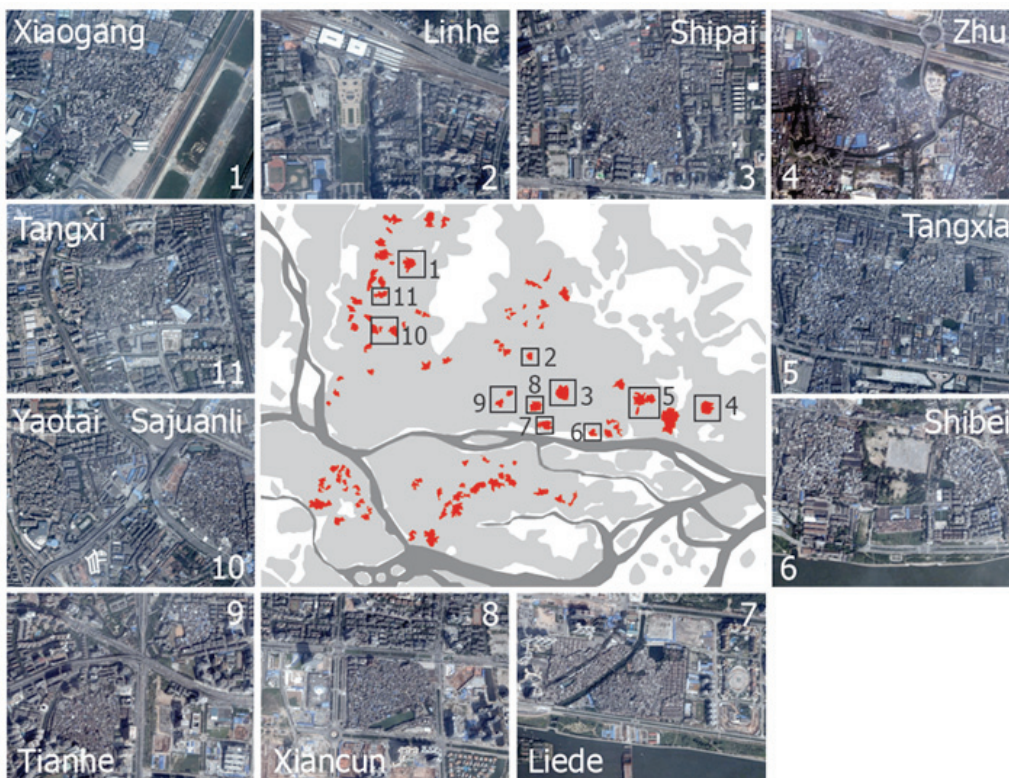 Xiaogang
1
Linhe
2
Shipai
3
Zhu
4
Tangxi
11
1
11
10
2
8
9
3
5
4
7
6
Tangxia
5
Yaotai Sajuanli
10
Shibei
6
9
Tianhe
8
Xiancun
7
Liede